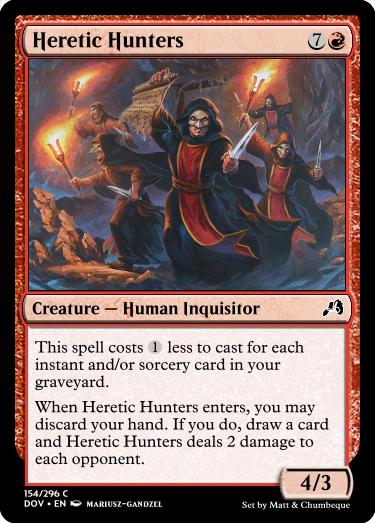 Heretic Hunters 7
Creature — Human Inquisitor
This spell costs 1 less to cast for each
instant and/or sorcery card in your
graveyard.
When Heretic Hunters enters, you may
discard your hand. If you do, draw a card
and Heretic Hunters deals 2 damage to
each opponent.
4/3
154/296 C
DOV • EN MARIUSZ-GANDZEL
Set by Matt & Chumbeque